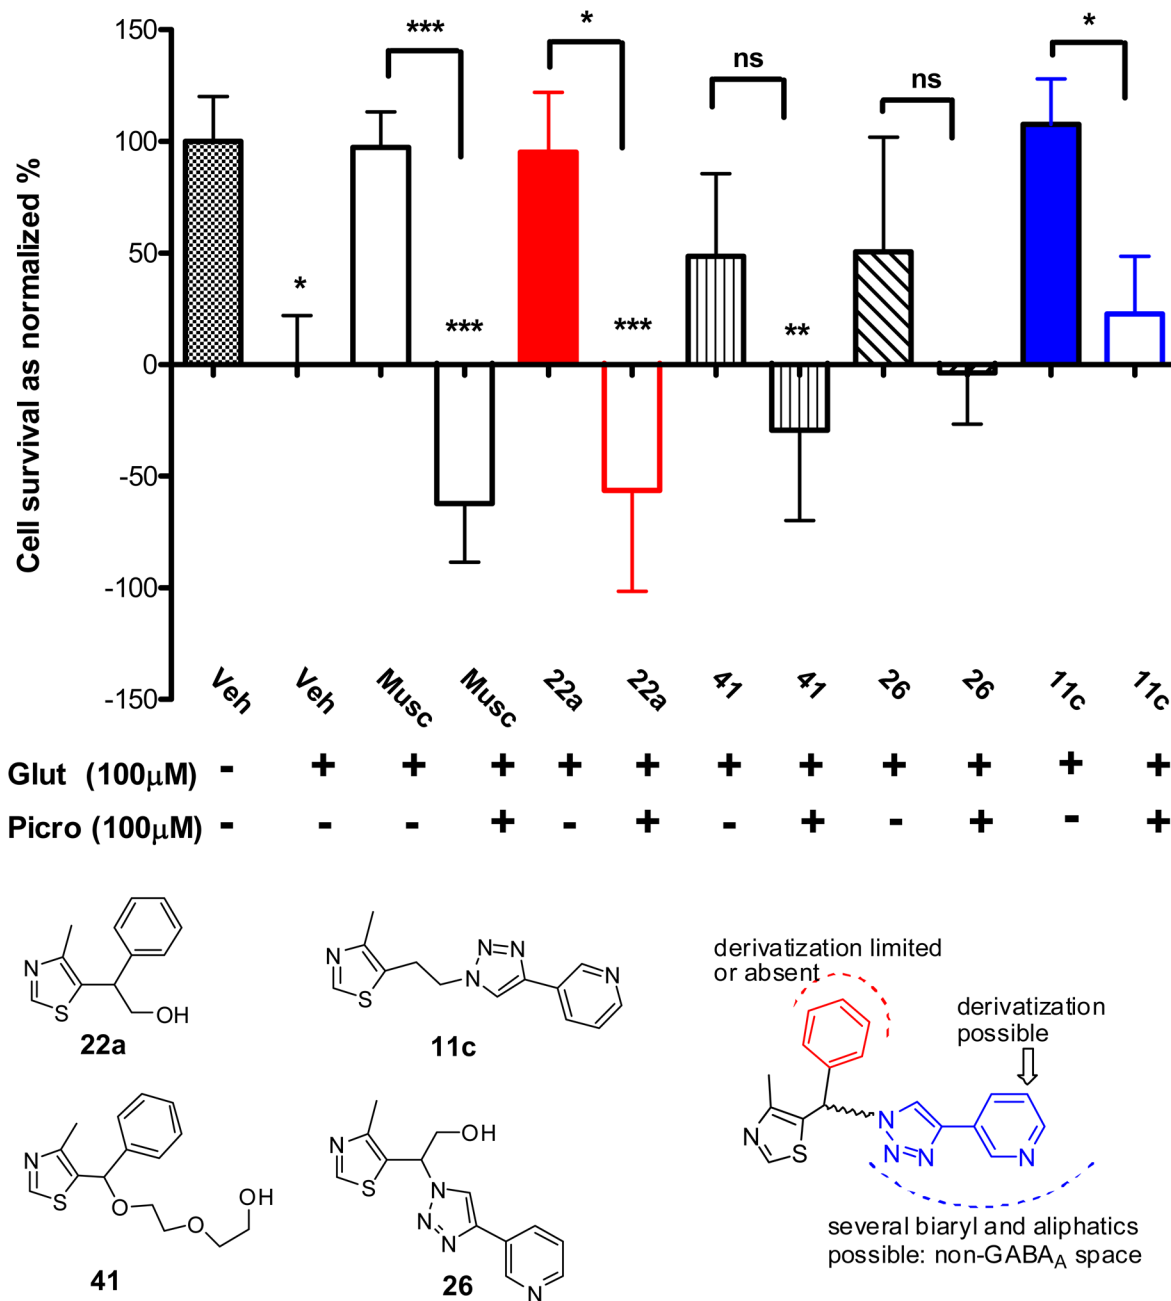 150
100
50
0
-50
-100
-150
Cell survival as normalized %
*** * ns ns *
* *** *** **
Veh Veh Musc Musc 22a 22a 41 41 26 26 11c 11c
Glut (100µM) - + + + + + + + + + + +
Picro (100µM) - - - + - + - + - + - +
N
S
OH
22a
N
S
N N
N
N
11c
N
S
O
O
OH
41
N
S
OH
N
N
N
N
26
derivatization limited
or absent
derivatization
possible
N
S
N
N N
N
several biaryl and aliphatics
possible: non-GABAA space